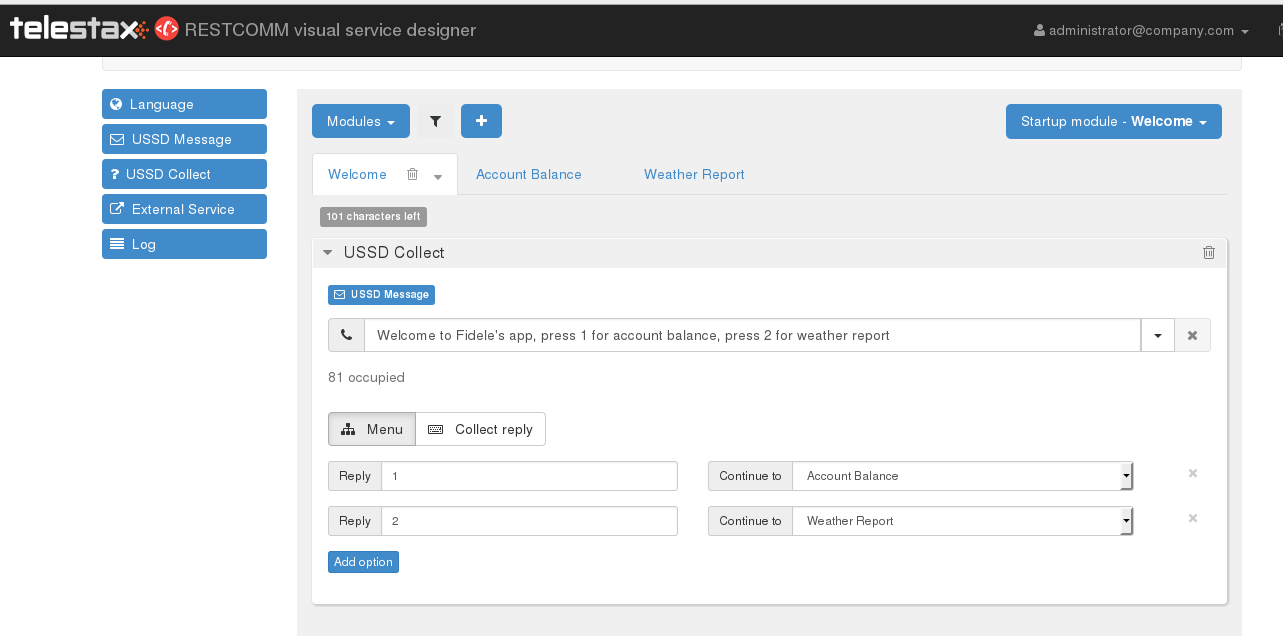 telestax RESTCOMM visual service designer administrator@company.com
Language
USSD Message
USSD Collect
External Service
Log
Modules
Startup module - Welcome
Welcome Account Balance Weather Report
101 characters left
USSD Collect
USSD Message
Welcome to Fidele's app, press 1 for account balance, press 2 for weather report
81 occupied
Menu Collect reply
Reply 1 Continue to Account Balance
Reply 2 Continue to Weather Report
Add option